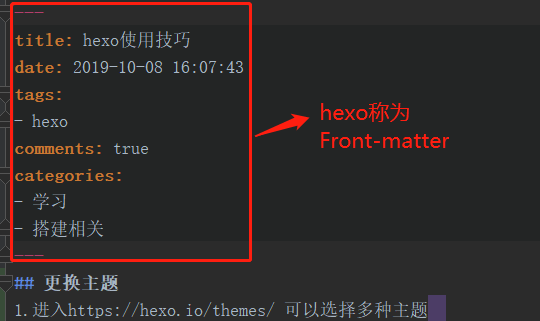 ---
title: hexo使用技巧
date: 2019-10-08 16:07:43
tags:
- hexo
comments: true
categories:
- 学习
- 搭建相关
---
hexo称为
Front-matter
## 更换主题
1.进入https://hexo.io/themes/ 可以选择多种主题